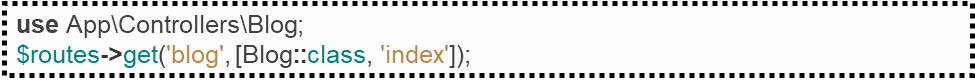 use App\Controllers\Blog;
$routes->get('blog', [Blog::class, 'index']);